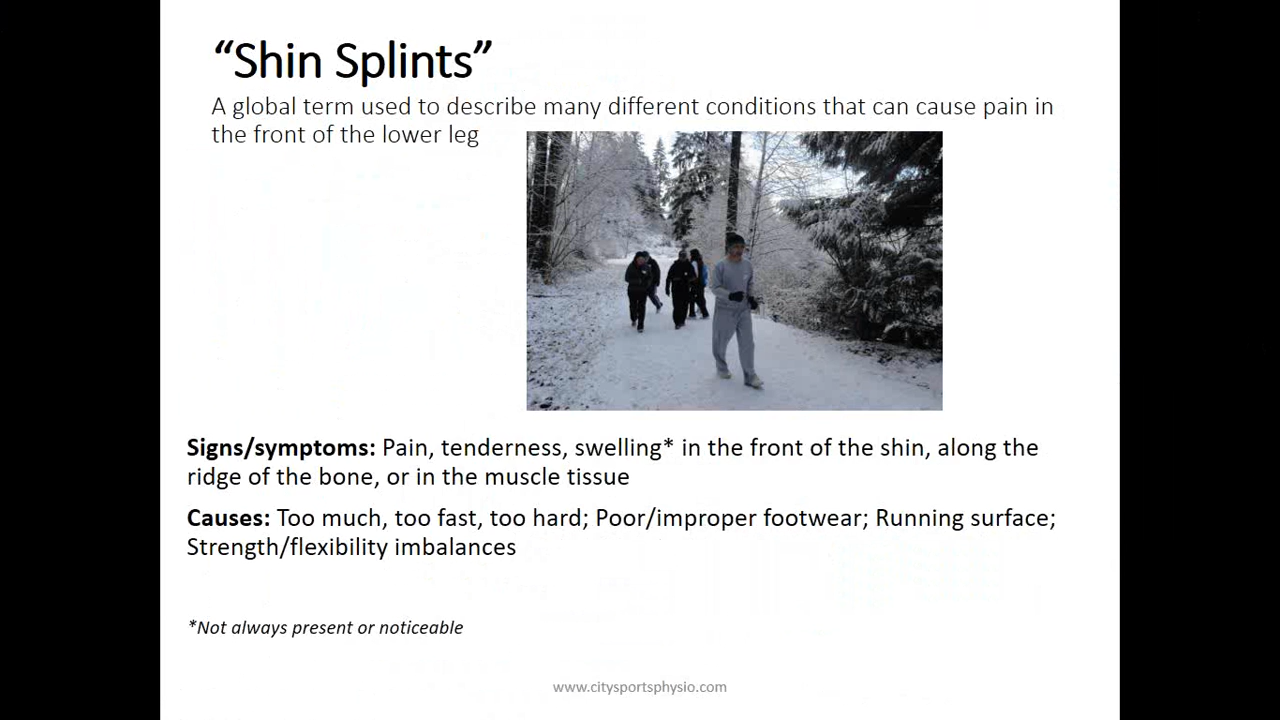 “Shin Splints”
A global term used to describe many different conditions that can cause pain in
the front of the lower leg
Signs/symptoms: Pain, tenderness, swelling* in the front of the shin, along the
ridge of the bone, or in the muscle tissue
Causes: Too much, too fast, too hard; Poor/improper footwear; Running surface;
Strength/flexibility imbalances
*Not always present or noticeable
www.citysportsphysio.com